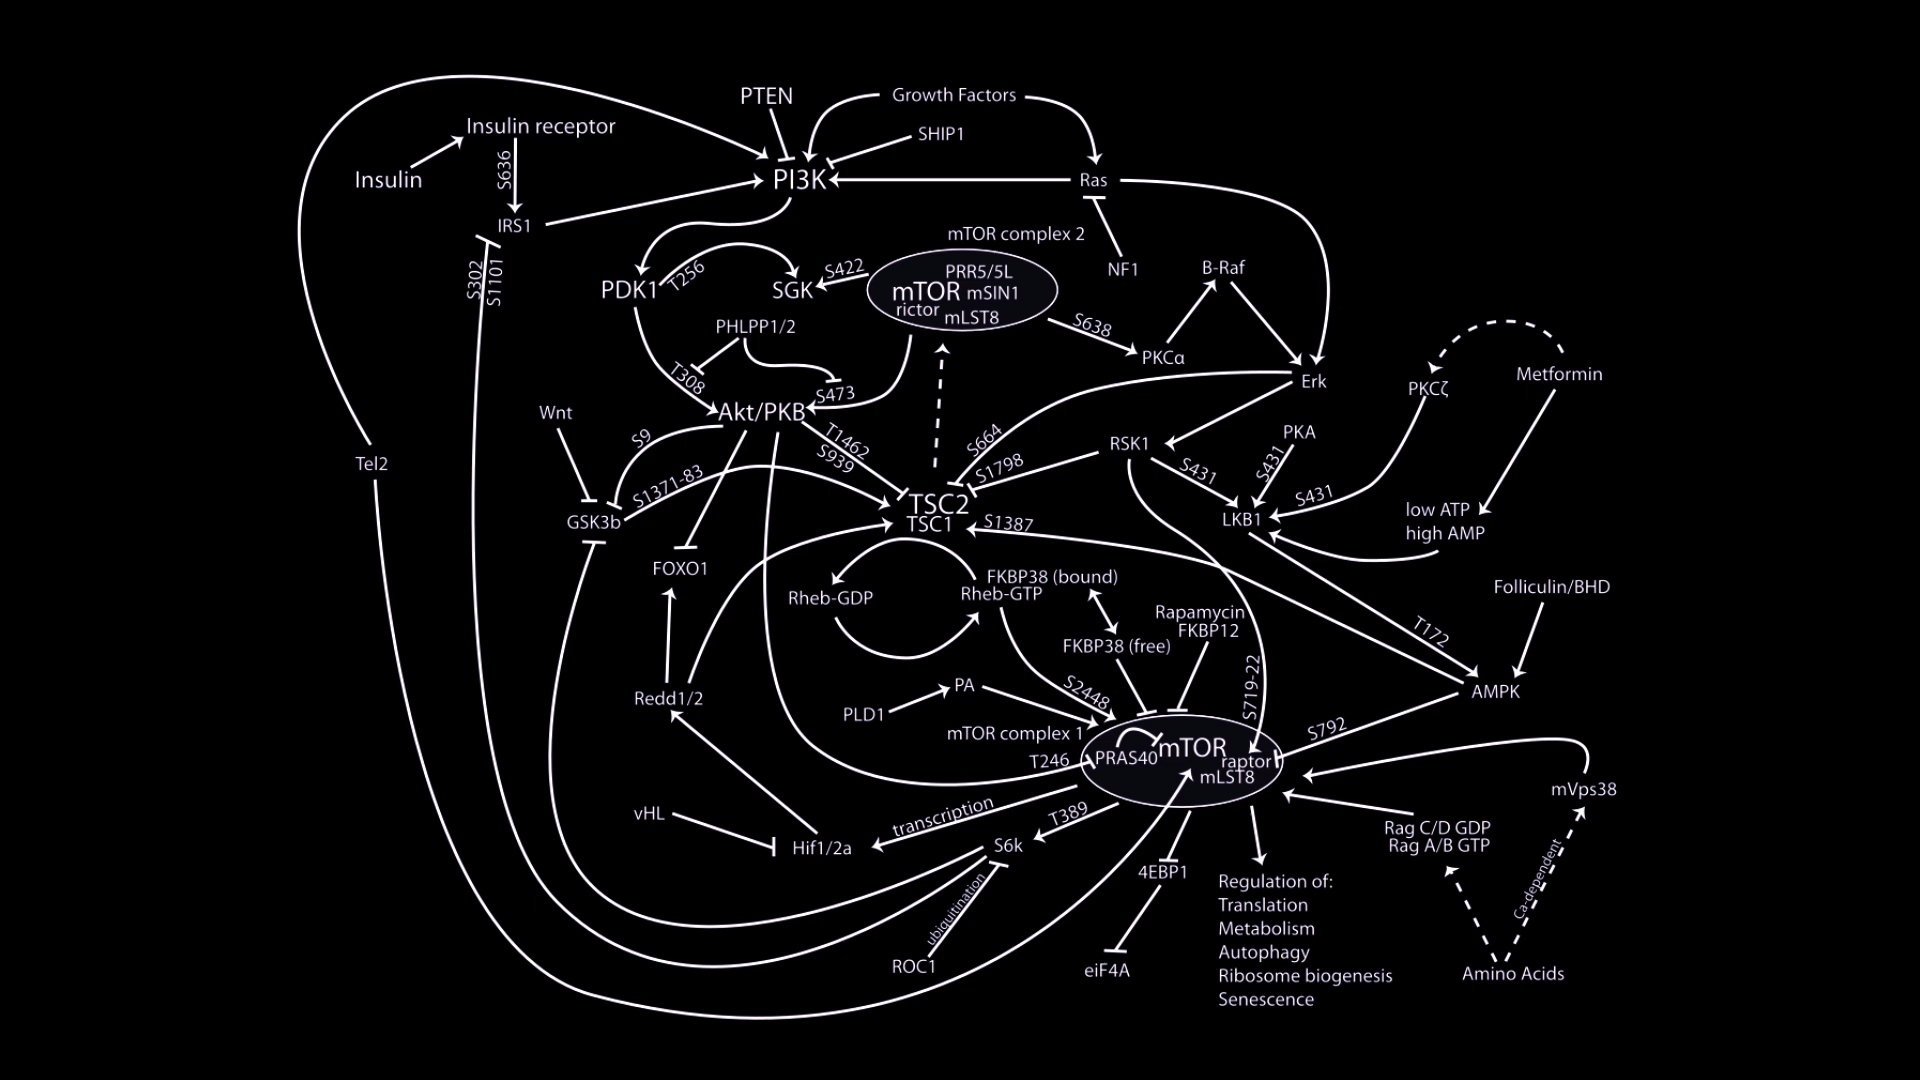 PTEN
Growth Factors
SHIP1
Insulin receptor
Insulin
S636
IRS1
PI3K
Ras
NF1
mTOR complex 2
PRR5/5L
mTOR mSIN1
rictor mLST8
S302
S1101
PDK1
T256
SGK
S422
S638
B-Raf
PKCα
PHLPP1/2
T308
S473
Akt/PKB
Erk
PKCζ
Metformin
Wnt
S9
T1462
S939
S664
S1798
RSK1
PKA
S431
S431
S431
Tel2
S1371-83
GSK3b
TSC2
TSC1
S1387
LKB1
low ATP
high AMP
FOXO1
Rheb-GDP
FKBP38 (bound)
Rheb-GTP
Rapamycin
FKBP12
FKBP38 (free)
Folliculin/BHD
T172
AMPK
Redd1/2
PLD1
PA
S2448
S719-22
S792
mTOR complex 1
T246
PRAS40
mTOR
raptor
mLST8
mVps38
vHL
Hif1/2a
transcription
T389
S6k
ubiquitination
ROC1
4EBP1
eiF4A
Rag C/D GDP
Rag A/B GTP
Ca-dependent
Amino Acids
Regulation of:
Translation
Metabolism
Autophagy
Ribosome biogenesis
Senescence